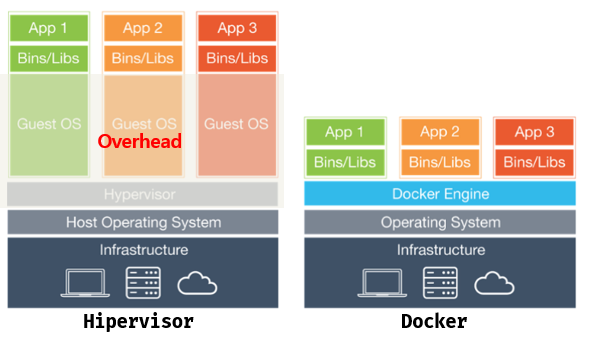 App 1 App 2 App 3
Bins/Libs Bins/Libs Bins/Libs
Guest OS Guest OS Guest OS
Overhead
Hypervisor
Host Operating System
Infrastructure
Hipervisor
App 1 App 2 App 3
Bins/Libs Bins/Libs Bins/Libs
Docker Engine
Operating System
Infrastructure
Docker